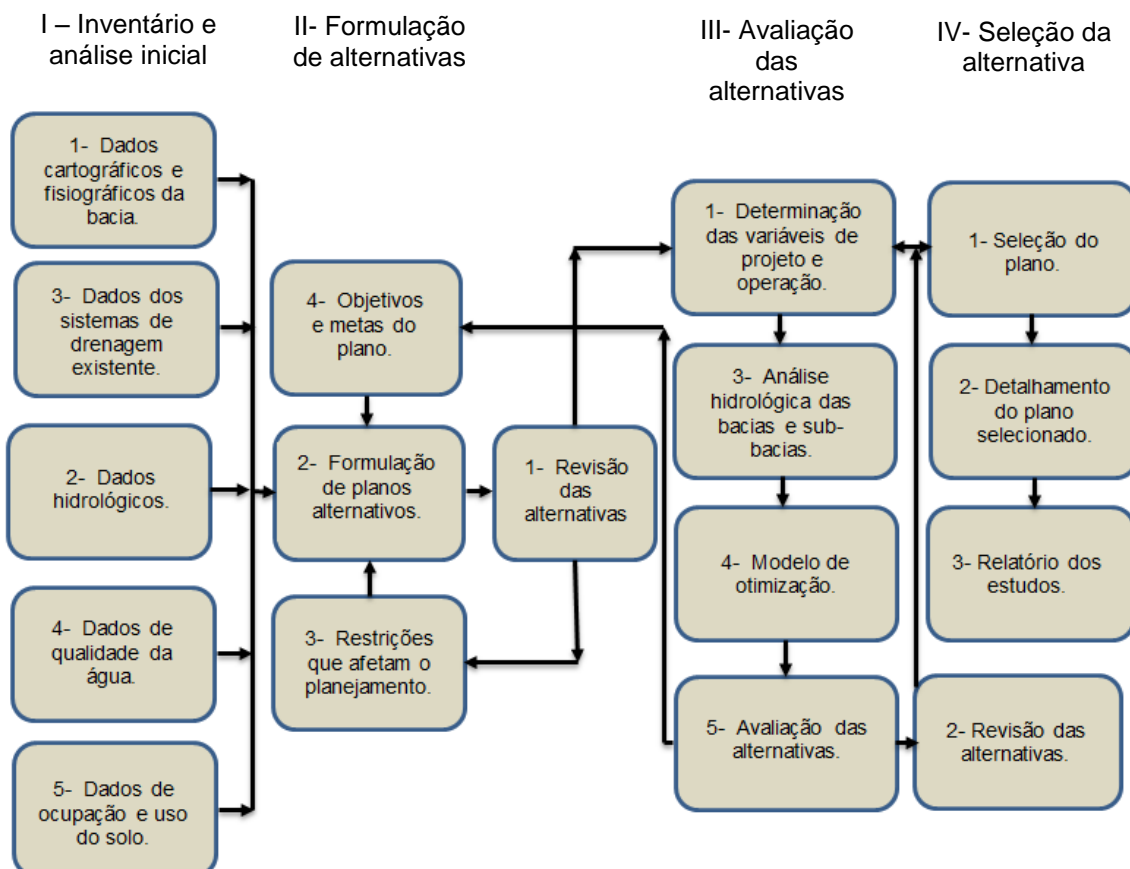 I – Inventário e
análise inicial
II- Formulação
de alternativas
III- Avaliação
das
alternativas
IV- Seleção da
alternativa
1- Dados
cartográficos e
fisiográficos da
bacia.
3- Dados dos
sistemas de
drenagem
existente.
2- Dados
hidrológicos.
4- Dados de
qualidade da
água.
5- Dados de
ocupação e uso
do solo.
4- Objetivos
e metas do
plano.
2- Formulação
de planos
alternativos.
3- Restrições
que afetam o
planejamento.
1- Revisão
das
alternativas
1- Determinação
das variáveis de
projeto e
operação.
3- Análise
hidrológica das
bacias e sub-
bacias.
4- Modelo de
otimização.
5- Avaliação das
alternativas.
1- Seleção do
plano.
2- Detalhamento
do plano
selecionado.
3- Relatório dos
estudos.
2- Revisão das
alternativas.